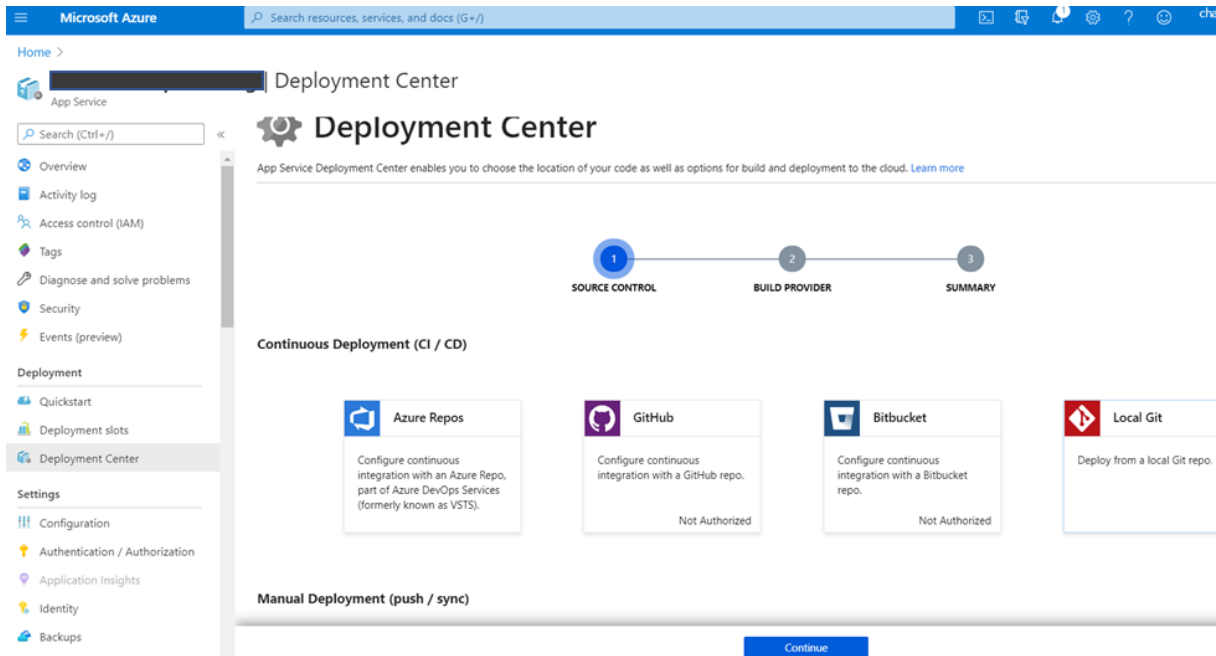 Microsoft Azure
Search resources, services, and docs (G+/)
1
?
cha
Home >
| Deployment Center
App Service
Search (Ctrl+/)
«
Overview
Activity log
Access control (IAM)
Tags
Diagnose and solve problems
Security
Events (preview)
Deployment
Quickstart
Deployment slots
Deployment Center
Settings
Configuration
Authentication / Authorization
Application Insights
Identity
Backups
Deployment Center
App Service Deployment Center enables you to choose the location of your code as well as options for build and deployment to the cloud. Learn more
1
2
3
SOURCE CONTROL
BUILD PROVIDER
SUMMARY
Continuous Deployment (CI / CD)
Azure Repos
Configure continuous
integration with an Azure Repo,
part of Azure DevOps Services
(formerly known as VSTS).
GitHub
Configure continuous
integration with a GitHub repo.
Not Authorized
Bitbucket
Configure continuous
integration with a Bitbucket
repo.
Not Authorized
Local Git
Deploy from a local Git repo.
Manual Deployment (push / sync)
Continue